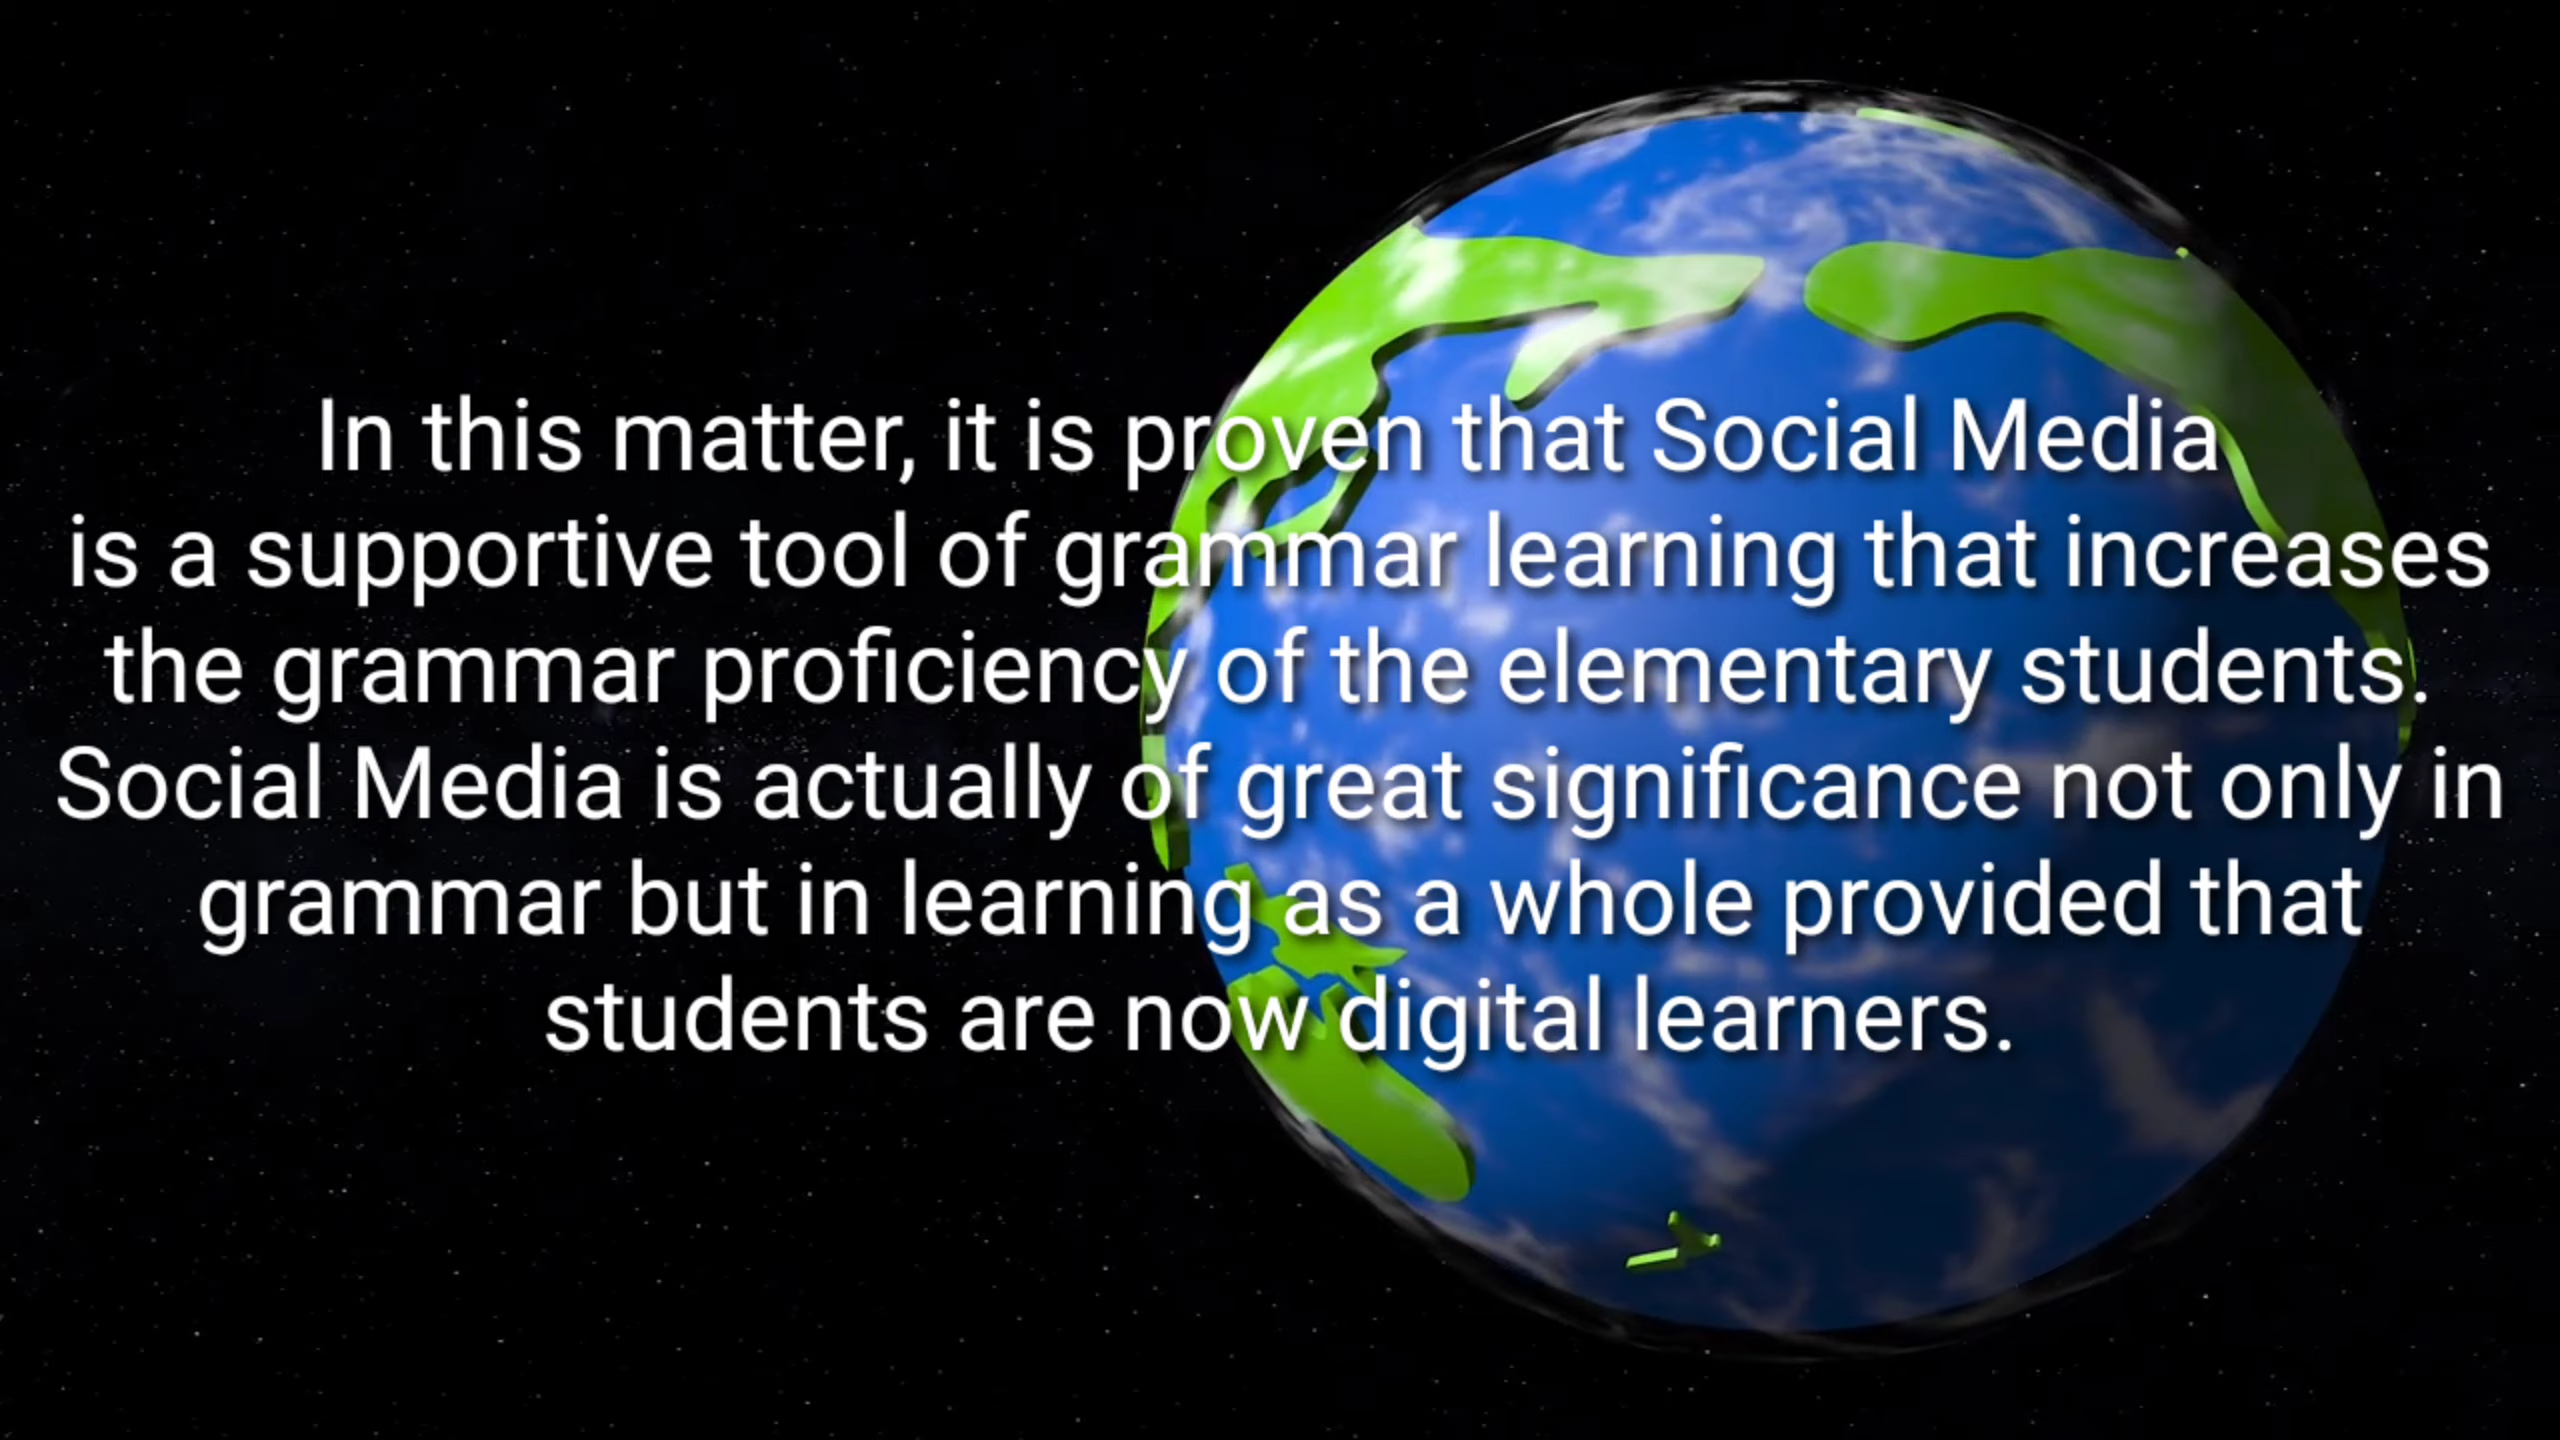 In this matter, it is proven that Social Media
is a supportive tool of grammar learning that increases
the grammar proficiency of the elementary students.
Social Media is actually of great significance not only in
grammar but in learning as a whole provided that
students are now digital learners.